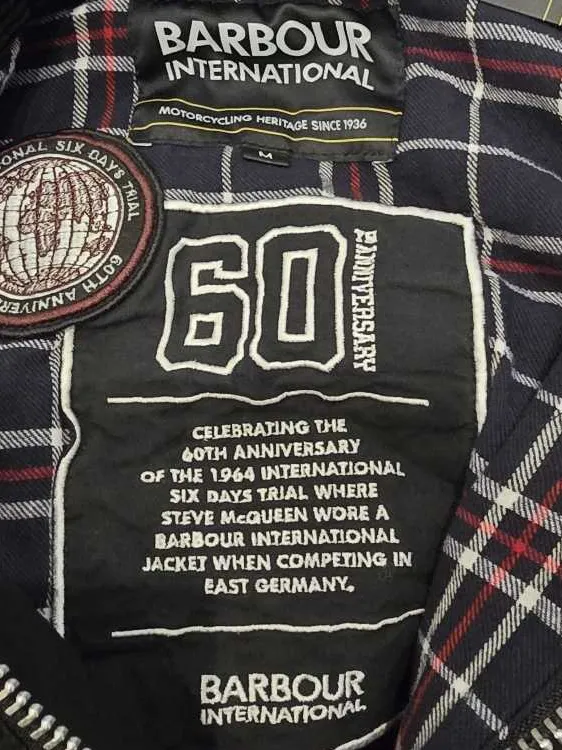 BARBOUR
INTERNATIONAL
MOTORCYCLING HERITAGE SINCE 1936
M
ONAL SIX DAYS TRIAL
60TH ANNIVER
60
ANNIVERSARY
CELEBRATING THE
60TH ANNIVERSARY
OF THE 1964 INTERNATIONAL
SIX DAYS TRIAL WHERE
STEVE McQUEEN WORE A
BARBOUR INTERNATIONAL
JACKET WHEN COMPETING IN
EAST GERMANY.
BARBOUR
INTERNATIONAL